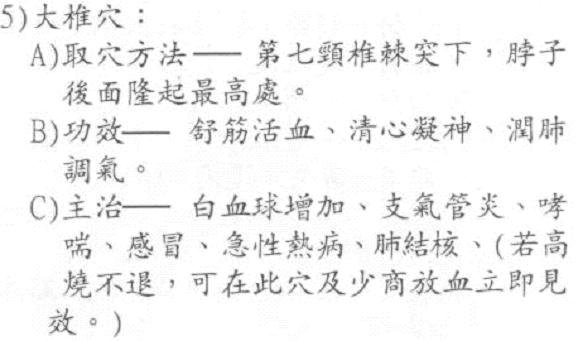 5)大椎穴：
A)取穴方法—— 第七頸椎棘突下，脖子
後面隆起最高處。
B)功效—— 舒筋活血、清心凝神、潤肺
調氣。
C)主治—— 白血球增加、支氣管炎、哮
喘、感冒、急性熱病、肺結核、(若高
燒不退，可在此穴及少商放血立即見
效。)